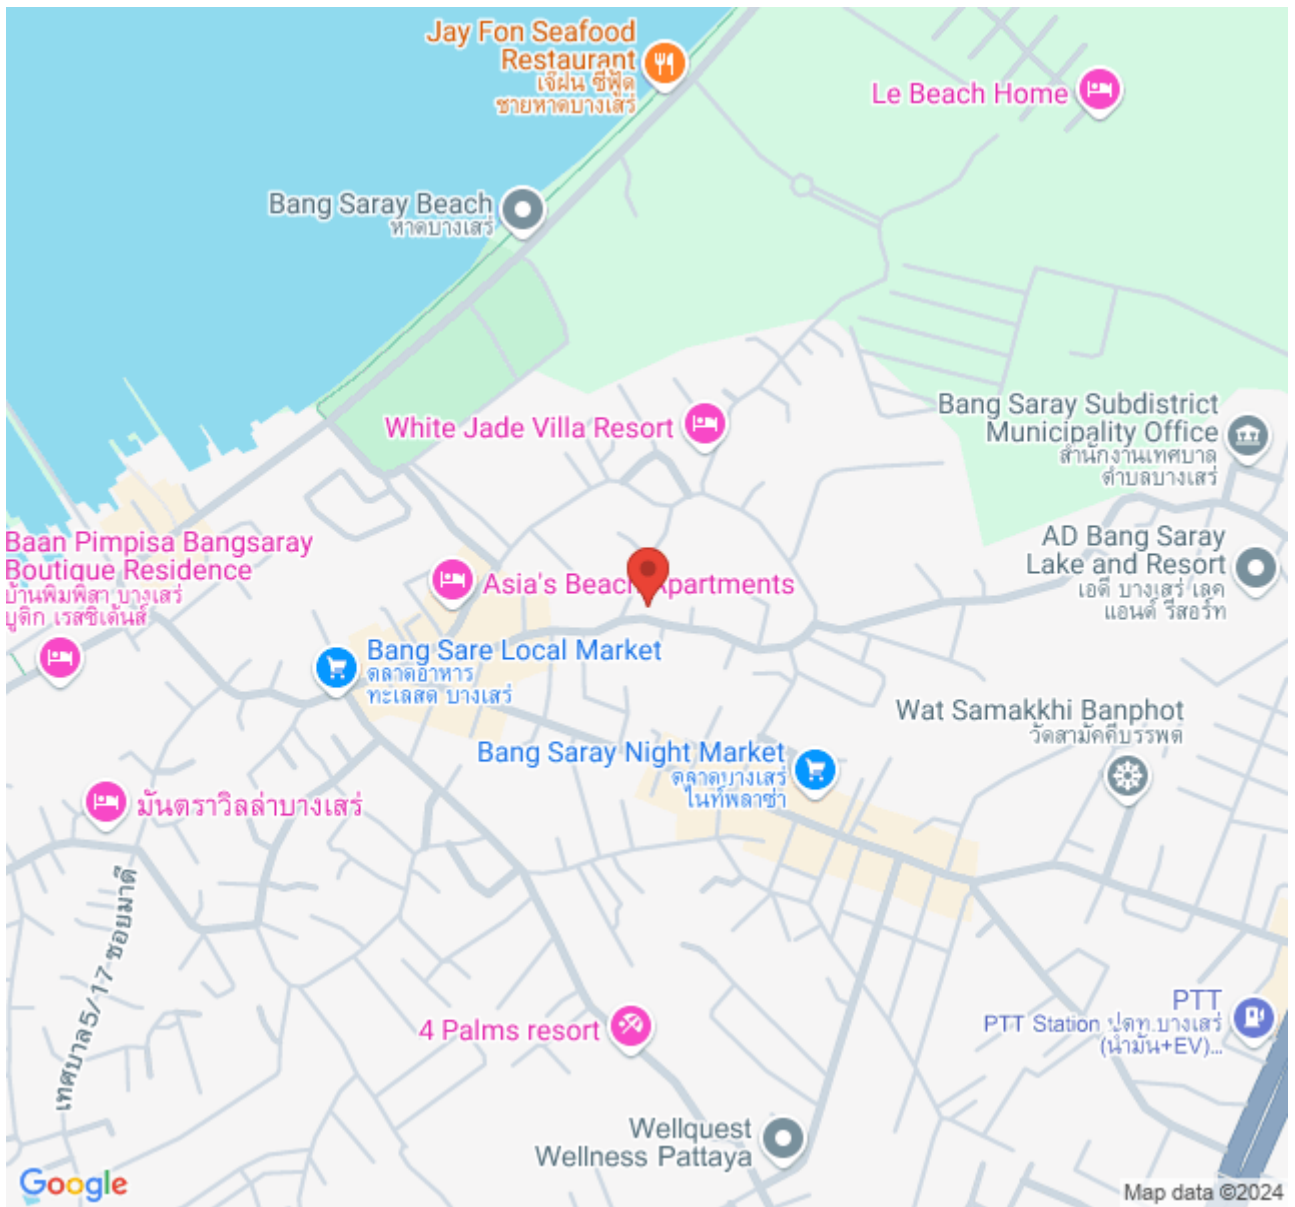 Jay Fon Seafood
Restaurant
เจ๊ฝน ซีฟู้ด
ชายหาดบางเสร่
Le Beach Home
Bang Saray Beach
หาดบางเสร่
White Jade Villa Resort
Bang Saray Subdistrict
Municipality Office
สำนักงานเทศบาล
ตำบลบางเสร่
Baan Pimpisa Bangsaray
Boutique Residence
บ้านพิมพิสา บางเสร่
บูติก เรสซิเด้นส์
Asia's Beach Apartments
AD Bang Saray
Lake and Resort
เอดี บางเสร่ เลค
แอนด์ รีสอร์ท
Bang Sare Local Market
ตลาดอาหาร
ทะเลสด บางเสร่
Wat Samakkhi Banphot
วัดสามัคคีบรรพต
Bang Saray Night Market
ตลาดบางเสร่
ไนท์พลาซ่า
มันตราวิลล่าบางเสร่
เทศบาล5/17 ซอยมาดี
4 Palms resort
PTT
PTT Station ปตท.บางเสร่
(น้ำมัน+EV)...
Wellquest
Wellness Pattaya
Google
Map data ©2024